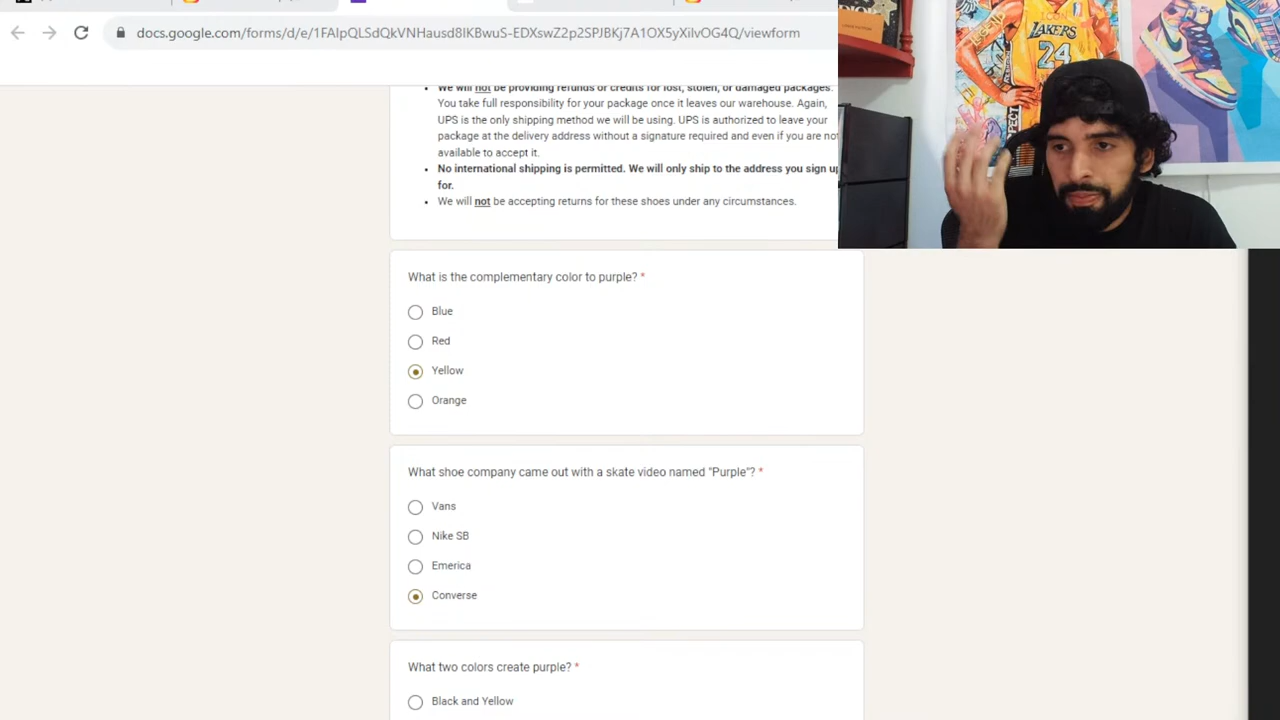 docs.google.com/forms/d/e/1FAIpQLSdQkVNHausd8IKBwuS-EDXswZ2p2SPJBKj7A1OX5yXilvOG4Q/viewform
LAKERS
24
We will not be providing refunds or credits for lost, stolen, or damaged packages.
You take full responsibility for your package once it leaves our warehouse. Again,
UPS is the only shipping method we will be using. UPS is authorized to leave your
package at the delivery address without a signature required and even if you are not
available to accept it.
No international shipping is permitted. We will only ship to the address you sign up
for.
We will not be accepting returns for these shoes under any circumstances.
What is the complementary color to purple? *
Blue
Red
Yellow
Orange
What shoe company came out with a skate video named "Purple"? *
Vans
Nike SB
Emerica
Converse
What two colors create purple? *
Black and Yellow